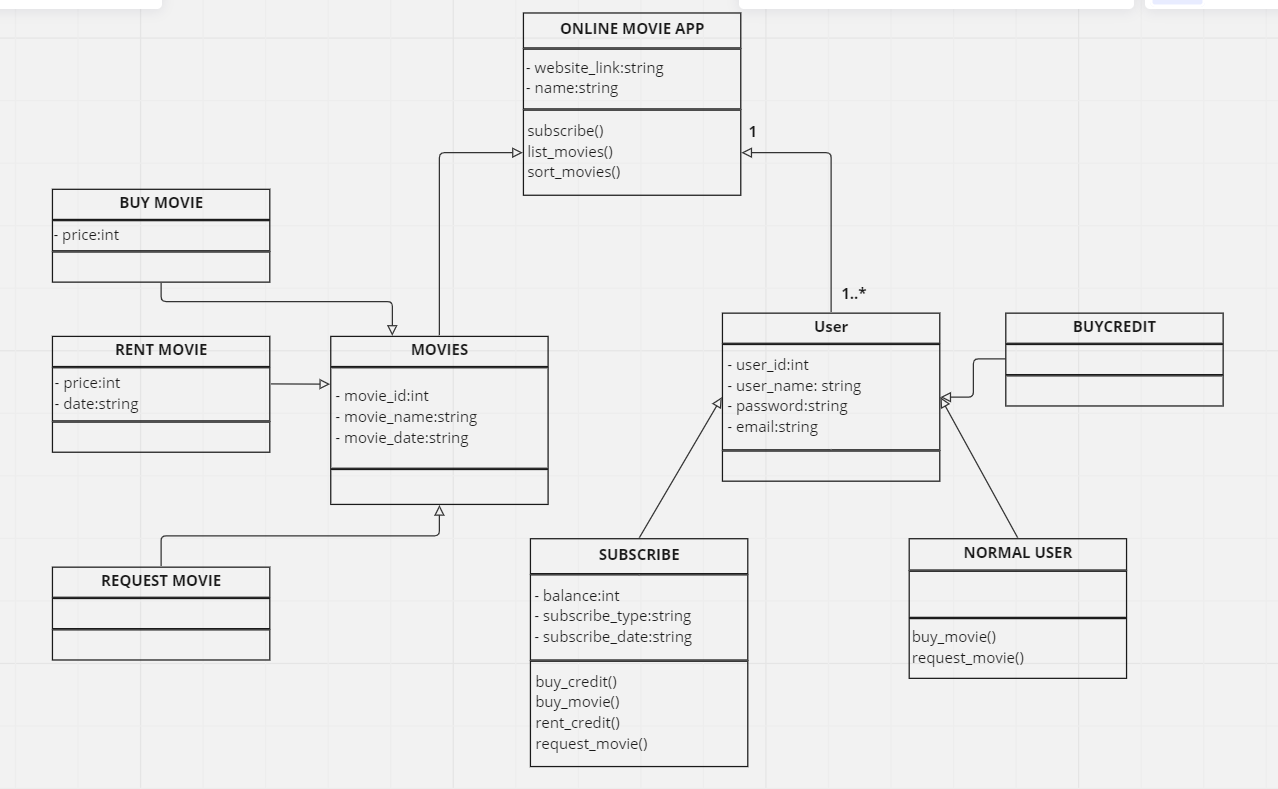 ONLINE MOVIE APP
- website_link:string
- name:string
subscribe()
list_movies()
sort_movies()
1
BUY MOVIE
- price:int
1..*
RENT MOVIE
- price:int
- date:string
MOVIES
- movie_id:int
- movie_name:string
- movie_date:string
User
- user_id:int
- user_name: string
- password:string
- email:string
BUYCREDIT
REQUEST MOVIE
SUBSCRIBE
- balance:int
- subscribe_type:string
- subscribe_date:string
buy_credit()
buy_movie()
rent_credit()
request_movie()
NORMAL USER
buy_movie()
request_movie()